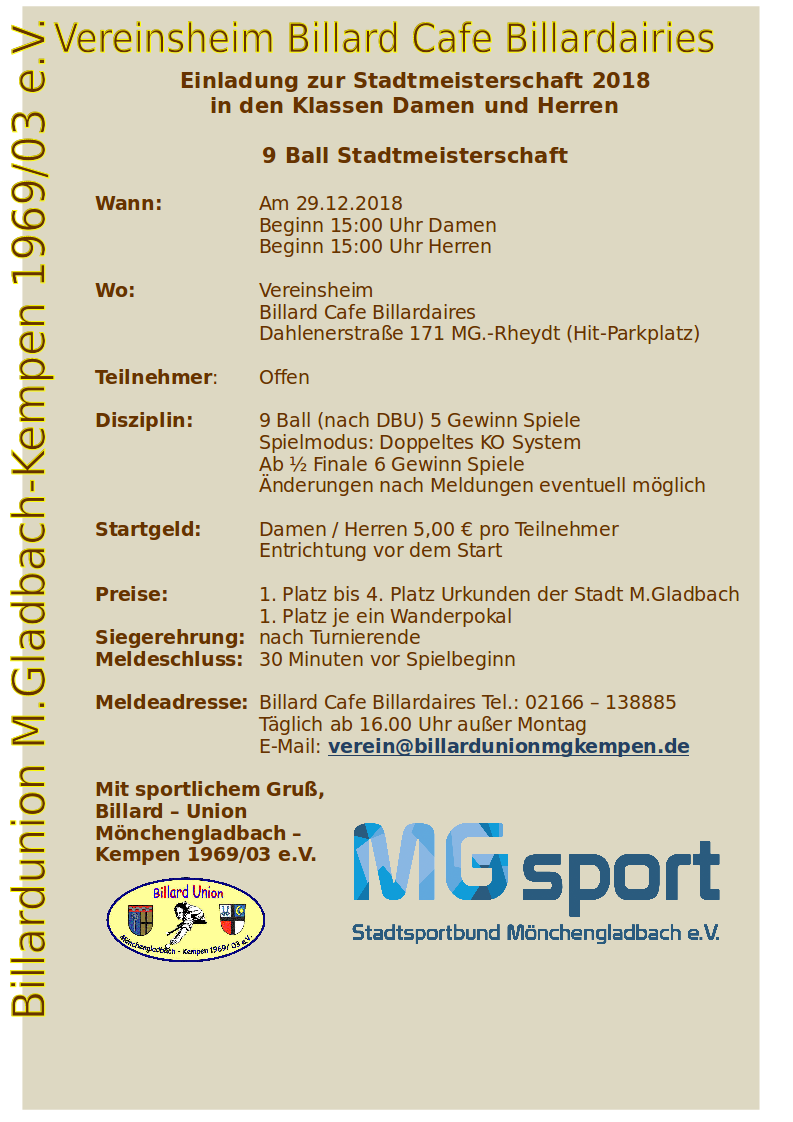 Vereinsheim Billard Cafe Billardairies
Billardunion M.Gladbach-Kempen 1969/03 e.V.
Einladung zur Stadtmeisterschaft 2018
in den Klassen Damen und Herren
9 Ball Stadtmeisterschaft
Wann: Am 29.12.2018
Beginn 15:00 Uhr Damen
Beginn 15:00 Uhr Herren
Wo: Vereinsheim
Billard Cafe Billardaires
Dahlenerstraße 171 MG.-Rheydt (Hit-Parkplatz)
Teilnehmer: Offen
Disziplin: 9 Ball (nach DBU) 5 Gewinn Spiele
Spielmodus: Doppeltes KO System
Ab ½ Finale 6 Gewinn Spiele
Änderungen nach Meldungen eventuell möglich
Startgeld: Damen / Herren 5,00 € pro Teilnehmer
Entrichtung vor dem Start
Preise: 1. Platz bis 4. Platz Urkunden der Stadt M.Gladbach
1. Platz je ein Wanderpokal
Siegerehrung: nach Turnierende
Meldeschluss: 30 Minuten vor Spielbeginn
Meldeadresse: Billard Cafe Billardaires Tel.: 02166 – 138885
Täglich ab 16.00 Uhr außer Montag
E-Mail: verein@billardunionmgkempen.de
Mit sportlichem Gruß,
Billard – Union
Mönchengladbach –
Kempen 1969/03 e.V.
Billard Union
Mönchengladbach - Kempen 1969/ 03 e.V.
MG sport
Stadtsportbund Mönchengladbach e.V.